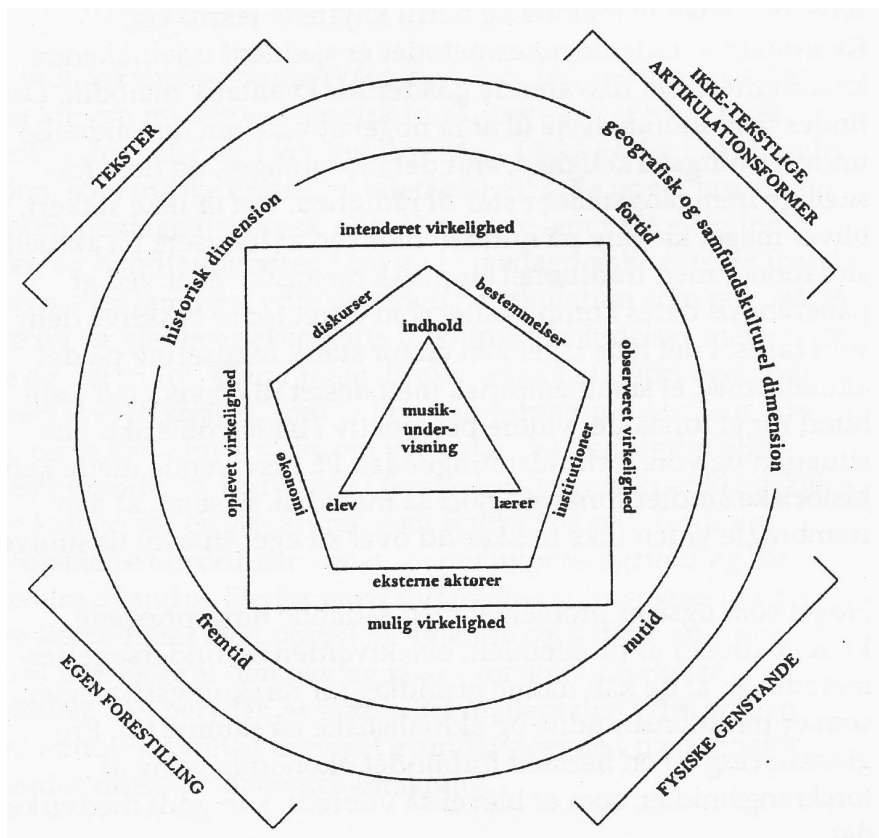 TEKSTER
IKKE-TEKSTLIGE
ARTIKULATIONSFORMER
historisk dimension
geografisk og samfundskulturel dimension
fortid
intenderet virkelighed
diskurser
bestemmelser
indhold
oplevet virkelighed
observeret virkelighed
musik-
under-
visning
økonomi
institutioner
elev
lærer
eksterne aktører
mulig virkelighed
fremtid
nutid
EGEN FORESTILLING
FYSISKE GENSTANDE